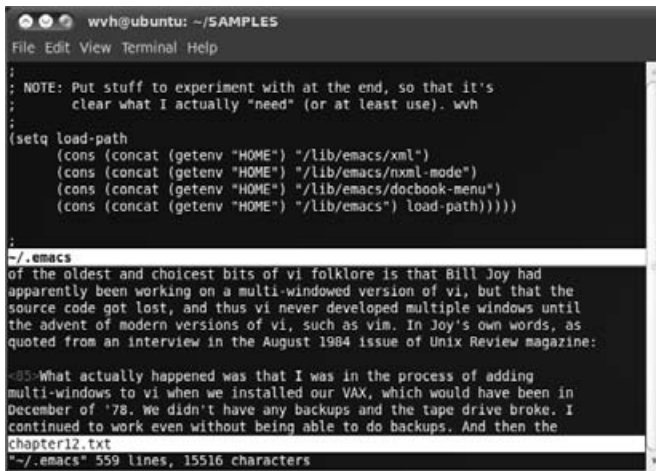 wvh@ubuntu: ~/SAMPLES
File Edit View Terminal Help
;
; NOTE: Put stuff to experiment with at the end, so that it's
;       clear what I actually "need" (or at least use). wvh
;
(setq load-path
      (cons (concat (getenv "HOME") "/lib/emacs/xml")
      (cons (concat (getenv "HOME") "/lib/emacs/nxml-mode")
      (cons (concat (getenv "HOME") "/lib/emacs/docbook-menu")
      (cons (concat (getenv "HOME") "/lib/emacs") load-path)))))
;
~/.emacs
of the oldest and choicest bits of vi folklore is that Bill Joy had
apparently been working on a multi-windowed version of vi, but that the
source code got lost, and thus vi never developed multiple windows until
the advent of modern versions of vi, such as vim. In Joy's own words, as
quoted from an interview in the August 1984 issue of Unix Review magazine:
<85>What actually happened was that I was in the process of adding
multi-windows to vi when we installed our VAX, which would have been in
December of '78. We didn't have any backups and the tape drive broke. I
continued to work even without being able to do backups. And then the
chapter12.txt
"~/.emacs" 559 lines, 15516 characters